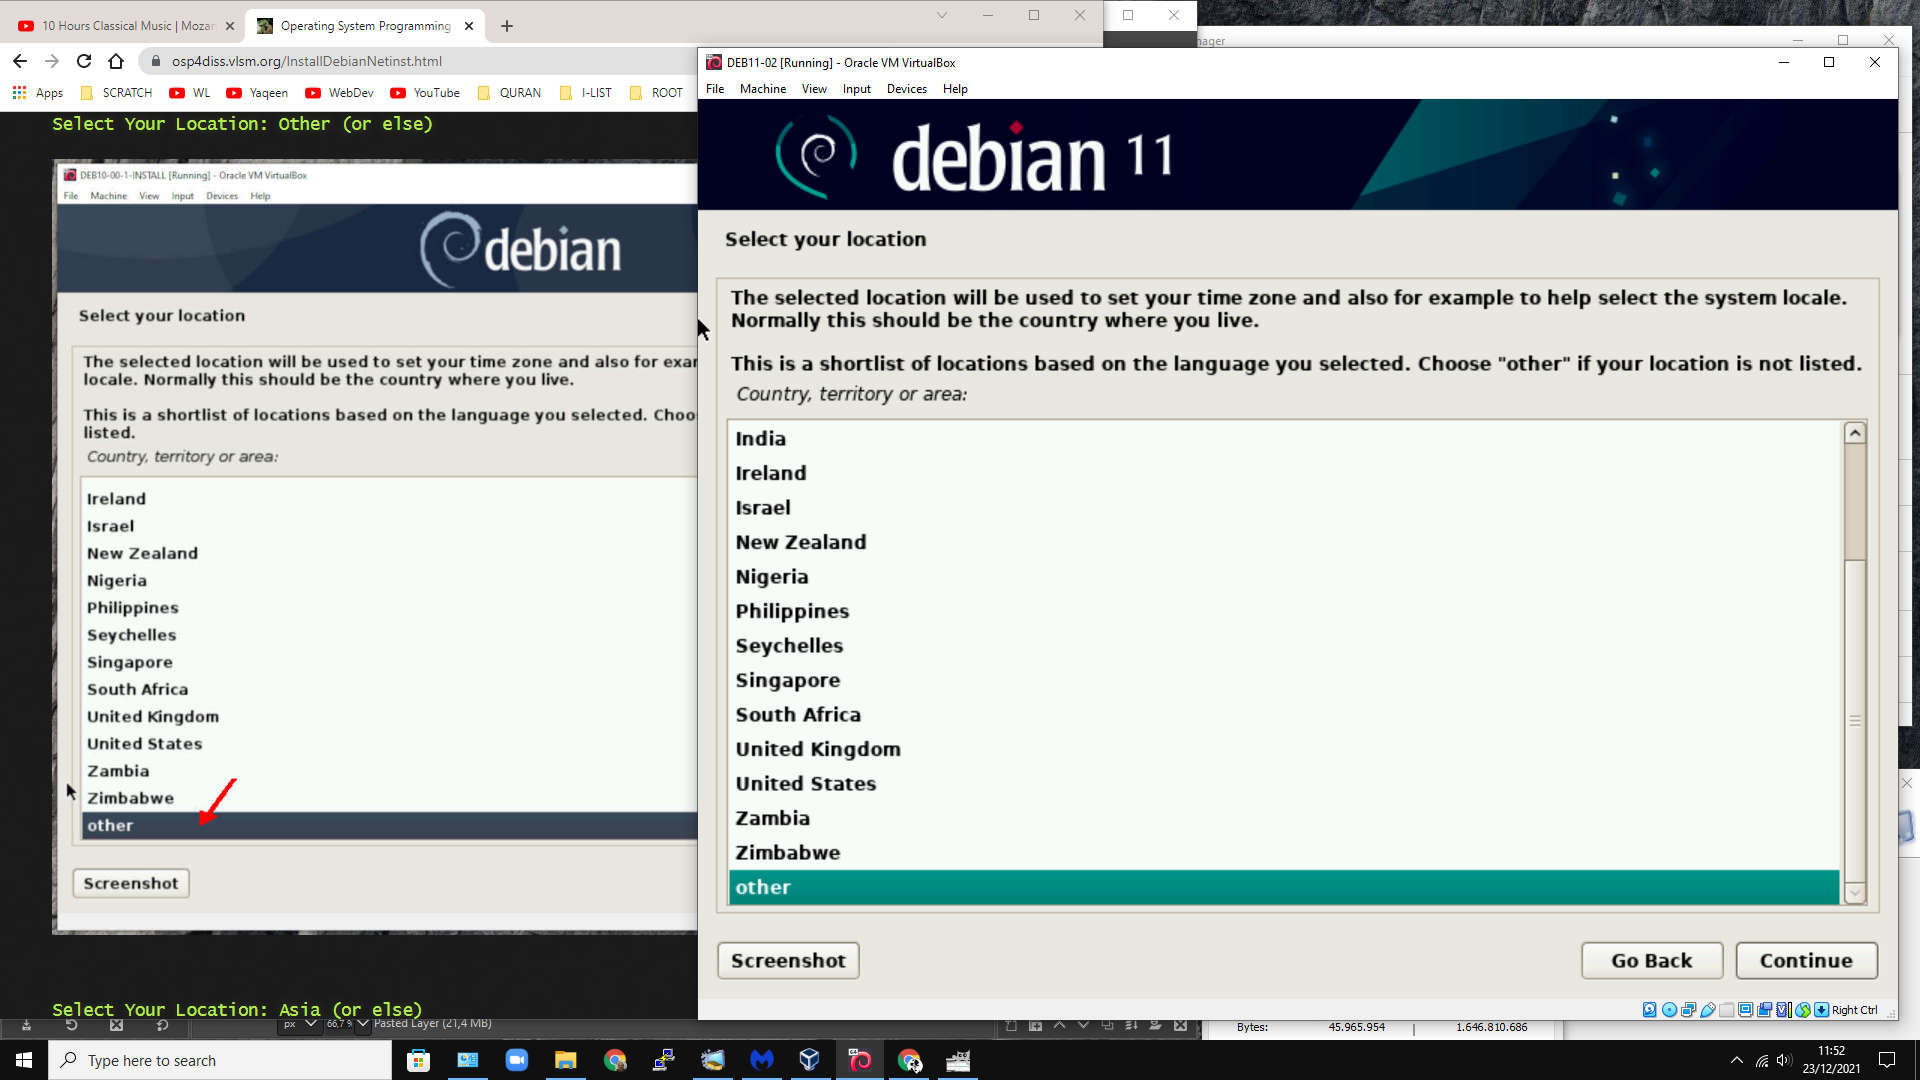 10 Hours Classical Music | Mozar
Operating System Programming
osp4diss.vlsm.org/InstallDebianNetinst.html
Apps
SCRATCH
WL
Yaqeen
WebDev
YouTube
QURAN
I-LIST
ROOT
Select Your Location: Other (or else)
DEB10-00-1-INSTALL [Running] - Oracle VM VirtualBox
File Machine View Input Devices Help
debian
Select your location
The selected location will be used to set your time zone and also for exa
locale. Normally this should be the country where you live.
This is a shortlist of locations based on the language you selected. Choo
listed.
Country, territory or area:
Ireland
Israel
New Zealand
Nigeria
Philippines
Seychelles
Singapore
South Africa
United Kingdom
United States
Zambia
Zimbabwe
other
Screenshot
Select Your Location: Asia (or else)
px
66,7
Pasted Layer (21,4 MB)
nager
DEB11-02 [Running] - Oracle VM VirtualBox
File Machine View Input Devices Help
debian 11
Select your location
The selected location will be used to set your time zone and also for example to help select the system locale.
Normally this should be the country where you live.
This is a shortlist of locations based on the language you selected. Choose "other" if your location is not listed.
Country, territory or area:
India
Ireland
Israel
New Zealand
Nigeria
Philippines
Seychelles
Singapore
South Africa
United Kingdom
United States
Zambia
Zimbabwe
other
Screenshot
Go Back
Continue
Right Ctrl
Bytes: 45.965.954 | 1.646.810.686
Type here to search
11:52
23/12/2021